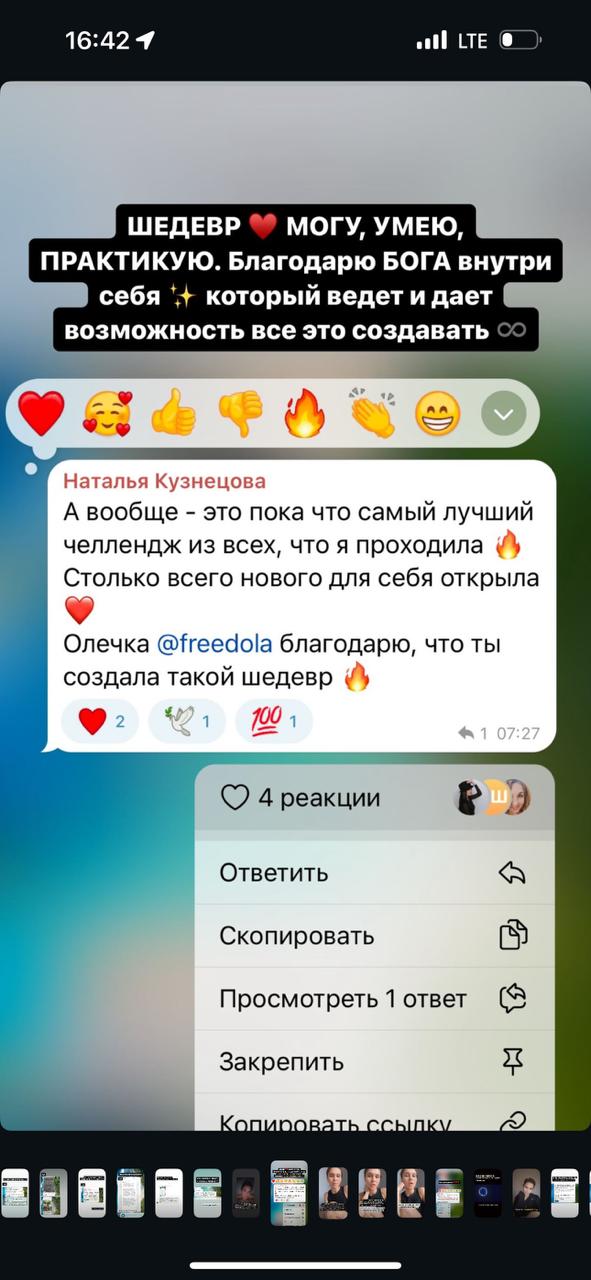 16:42
LTE
ШЕДЕВР ❤️ МОГУ, УМЕЮ,
ПРАКТИКУЮ. Благодарю БОГА внутри
себя ✨ который ведет и дает
возможность все это создавать ♾
Наталья Кузнецова
А вообще - это пока что самый лучший
челлендж из всех, что я проходила 🔥
Столько всего нового для себя открыла
❤️
Олечка @freedola благодарю, что ты
создала такой шедевр 🔥
❤️ 2 🕊 1 💯 1
1 07:27
4 реакции
Ш
Ответить
Скопировать
Просмотреть 1 ответ
Закрепить
Копировать ссылку